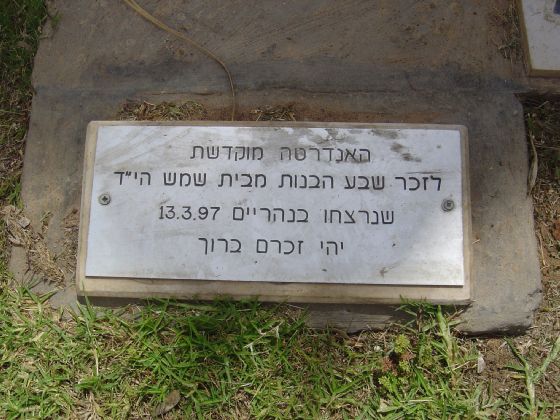 האנדרטה מוקדשת
לזכר שבע הבנות מבית שמש הי"ד
שנרצחו בנהריים 13.3.97
יהי זכרם ברוך